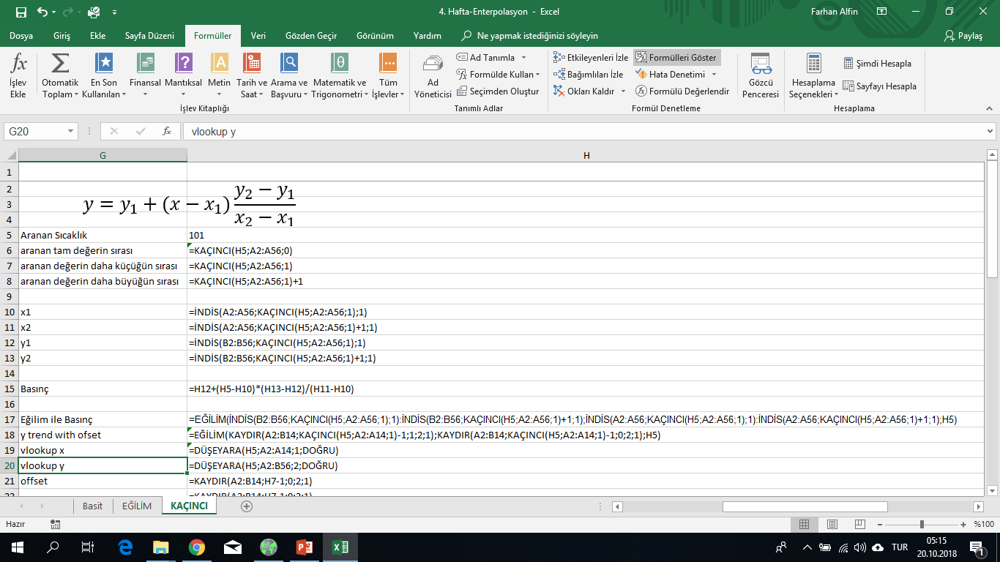 4. Hafta-Enterpolasyon - Excel
Farhan Alfin
Dosya Giriş Ekle Sayfa Düzeni Formüller Veri Gözden Geçir Görünüm Yardım Ne yapmak istediğinizi söyleyin Paylaş
fx
İşlev Ekle
Otomatik Toplam
En Son Kullanılan
Finansal
Mantıksal
Metin
Tarih ve Saat
Arama ve Başvuru
Matematik ve Trigonometri
Tüm İşlevler
İşlev Kitaplığı
Ad Yöneticisi
Ad Tanımla
Formülde Kullan
Seçimden Oluştur
Tanımlı Adlar
Etkileyenleri İzle
Bağımlıları İzle
Okları Kaldır
Formülleri Göster
Hata Denetimi
Formülü Değerlendir
Formül Denetleme
Gözcü Penceresi
Hesaplama Seçenekleri
Şimdi Hesapla
Sayfayı Hesapla
Hesaplama
G20 fx vlookup y
G H
1
2
3
4
y = y₁ + (x − x₁) (y₂ − y₁)/(x₂ − x₁)
5 Aranan Sıcaklık 101
6 aranan tam değerin sırası =KAÇINCI(H5;A2:A56;0)
7 aranan değerin daha küçüğün sırası =KAÇINCI(H5;A2:A56;1)
8 aranan değerin daha büyüğün sırası =KAÇINCI(H5;A2:A56;1)+1
9
10 x1 =İNDİS(A2:A56;KAÇINCI(H5;A2:A56;1);1)
11 x2 =İNDİS(A2:A56;KAÇINCI(H5;A2:A56;1)+1;1)
12 y1 =İNDİS(B2:B56;KAÇINCI(H5;A2:A56;1);1)
13 y2 =İNDİS(B2:B56;KAÇINCI(H5;A2:A56;1)+1;1)
14
15 Basınç =H12+(H5-H10)*(H13-H12)/(H11-H10)
16
17 Eğilim ile Basınç =EĞİLİM(İNDİS(B2:B56;KAÇINCI(H5;A2:A56;1);1):İNDİS(B2:B56;KAÇINCI(H5;A2:A56;1)+1;1);İNDİS(A2:A56;KAÇINCI(H5;A2:A56;1);1):İNDİS(A2:A56;KAÇINCI(H5;A2:A56;1)+1;1);H5)
18 y trend with ofset =EĞİLİM(KAYDIR(A2:B14;KAÇINCI(H5;A2:A14;1)-1;1;2;1);KAYDIR(A2:B14;KAÇINCI(H5;A2:A14;1)-1;0;2;1);H5)
19 vlookup x =DÜŞEYARA(H5;A2:A14;1;DOĞRU)
20 vlookup y =DÜŞEYARA(H5;A2:B56;2;DOĞRU)
21 offset =KAYDIR(A2:B14;H7-1;0;2;1)
22 =KAYDIR(A2:B14;H7-1;0;2;1)
Basit EĞİLİM KAÇINCI
Hazır %100
TUR
05:15
20.10.2018
1